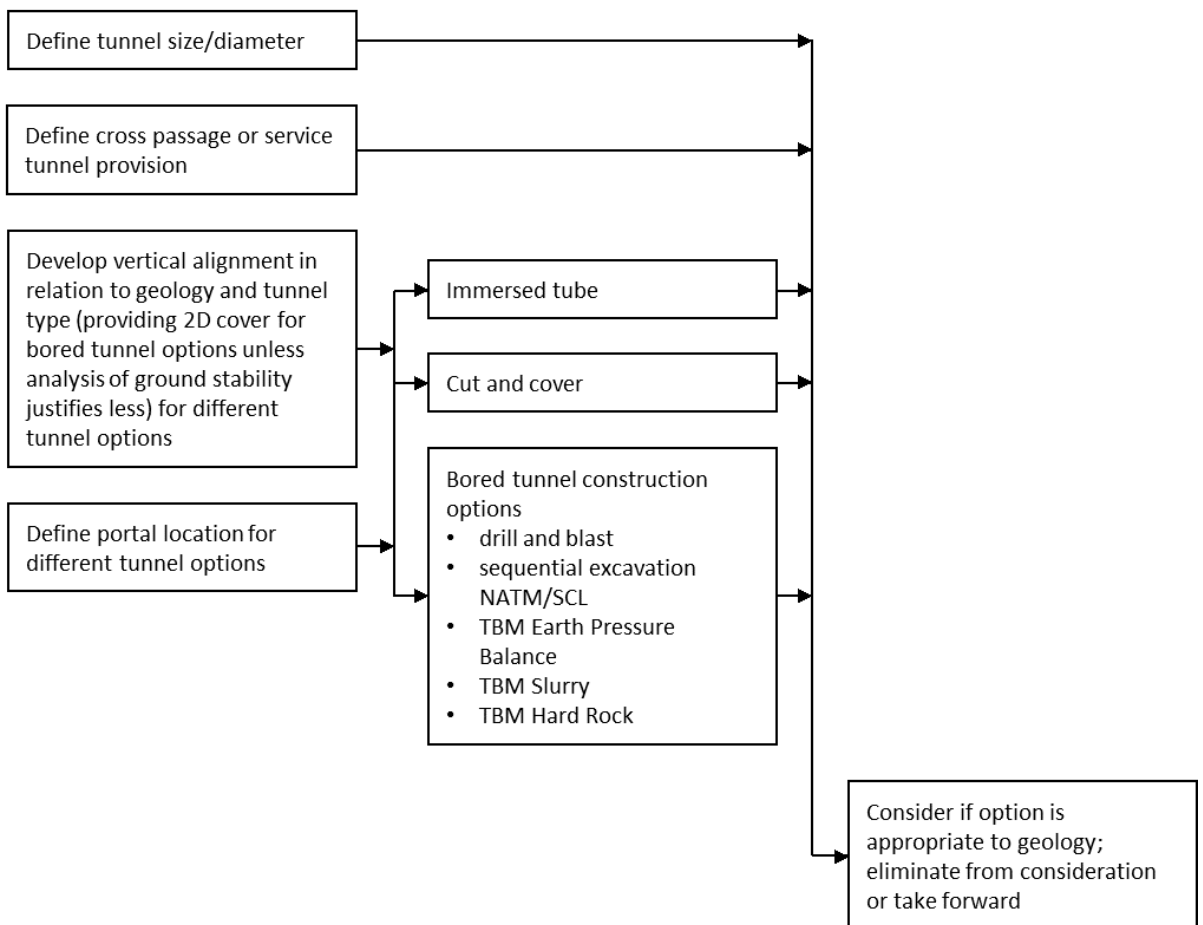 Define tunnel size/diameter
Define cross passage or service
tunnel provision
Develop vertical alignment in
relation to geology and tunnel
type (providing 2D cover for
bored tunnel options unless
analysis of ground stability
justifies less) for different
tunnel options
Define portal location for
different tunnel options
Immersed tube
Cut and cover
Bored tunnel construction
options
• drill and blast
• sequential excavation
NATM/SCL
• TBM Earth Pressure
Balance
• TBM Slurry
• TBM Hard Rock
Consider if option is
appropriate to geology;
eliminate from consideration
or take forward